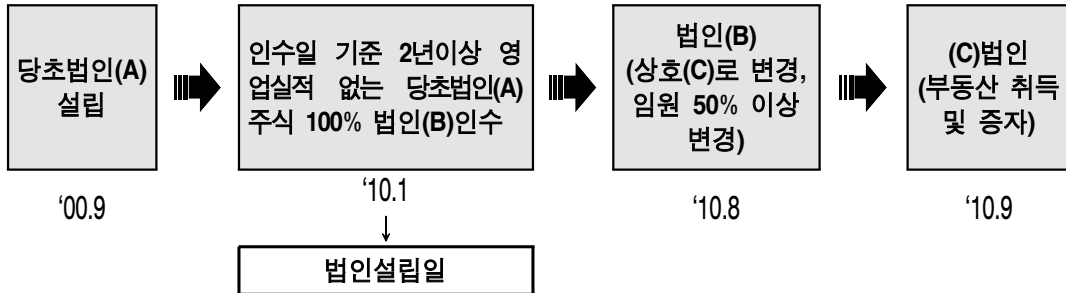 당초법인(A)
설립
인수일 기준 2년이상 영
업실적 없는 당초법인(A)
주식 100% 법인(B)인수
법인(B)
(상호(C)로 변경,
임원 50% 이상
변경)
(C)법인
(부동산 취득
및 증자)
‘00.9
‘10.1
‘10.8
‘10.9
법인설립일